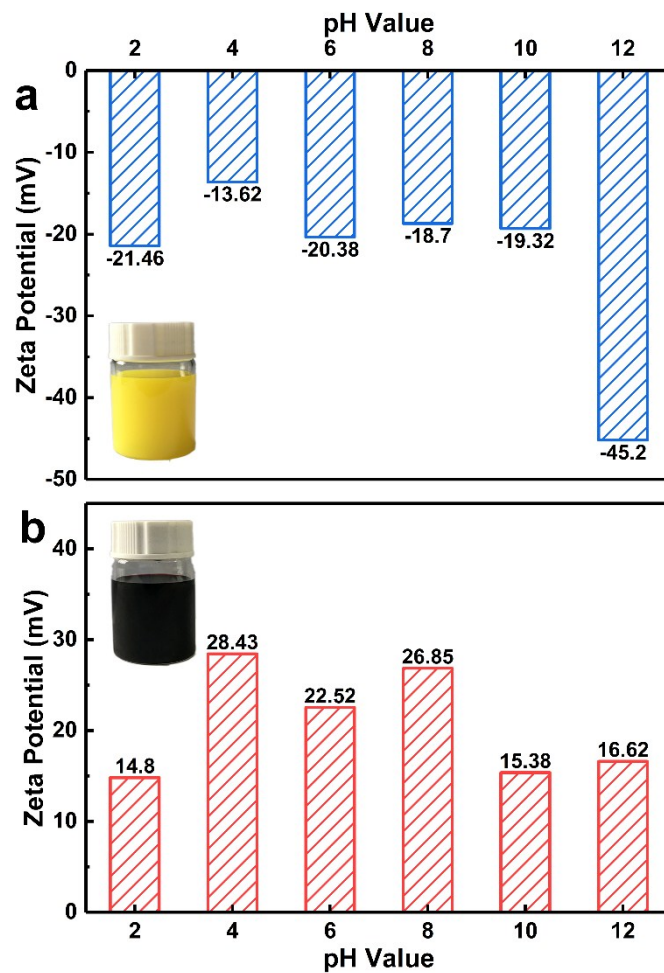 pH Value
2 4 6 8 10 12
a
Zeta Potential (mV)
0
-10
-20
-30
-40
-50
-21.46
-13.62
-20.38
-18.7
-19.32
-45.2
b
Zeta Potential (mV)
40
30
20
10
0
14.8
28.43
22.52
26.85
15.38
16.62
2 4 6 8 10 12
pH Value